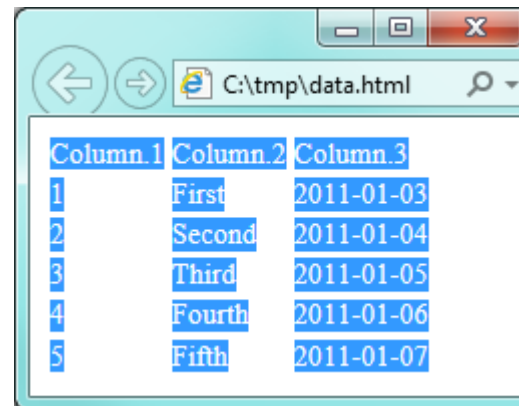 C:\tmp\data.html
Column.1 Column.2 Column.3
1 First 2011-01-03
2 Second 2011-01-04
3 Third 2011-01-05
4 Fourth 2011-01-06
5 Fifth 2011-01-07